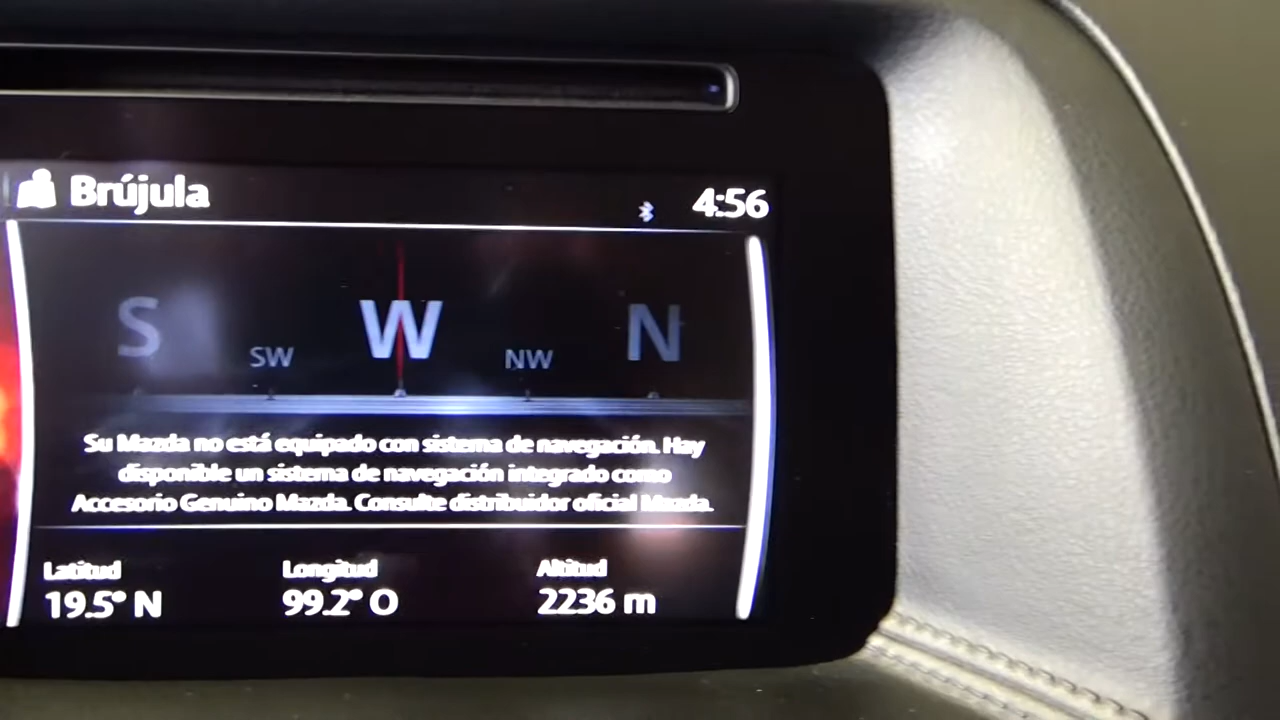 Brújula
4:56
S SW W NW N
Su Mazda no está equipado con sistema de navegación. Hay
disponible un sistema de navegación integrado como
Accesorio Genuino Mazda. Consulte distribuidor oficial Mazda.
Latitud Longitud Altitud
19.5° N 99.2° O 2236 m